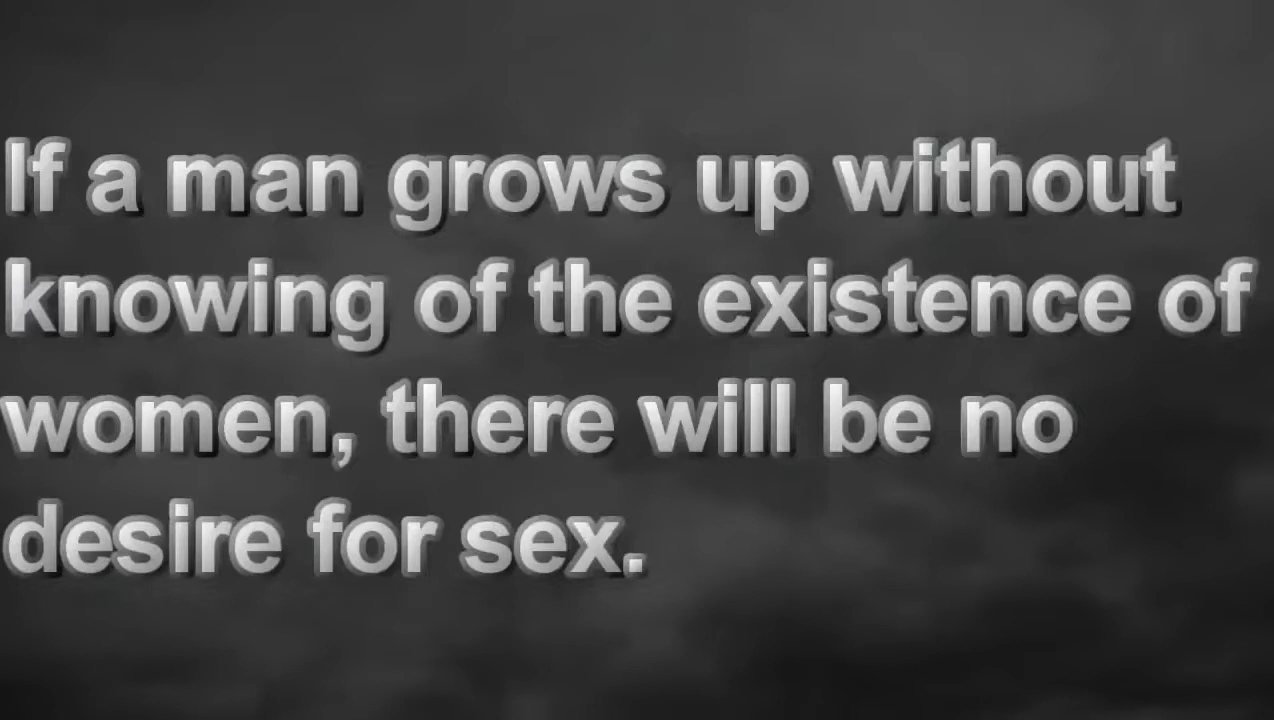 If a man grows up without
knowing of the existence of
women, there will be no
desire for sex.